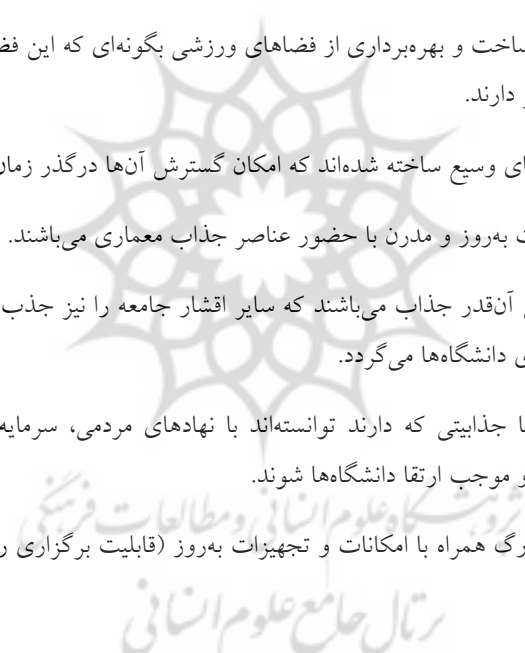 ساخت و بهره‌برداری از فضاهای ورزشی بگونه‌ای که این فض
دارند.
ی وسیع ساخته شده‌اند که امکان گسترش آن‌ها درگذر زمان
به‌روز و مدرن با حضور عناصر جذاب معماری می‌باشند.
آن‌قدر جذاب می‌باشند که سایر اقشار جامعه را نیز جذب
ی دانشگاه‌ها می‌گردد.
ا جذابیتی که دارند توانسته‌اند با نهادهای مردمی، سرمایه
و موجب ارتقا دانشگاه‌ها شوند.
پژوهشگاه علوم انسانی و مطالعات فرهنگی
رگ همراه با امکانات و تجهیزات به‌روز (قابلیت برگزاری ر
پرتال جامع علوم انسانی